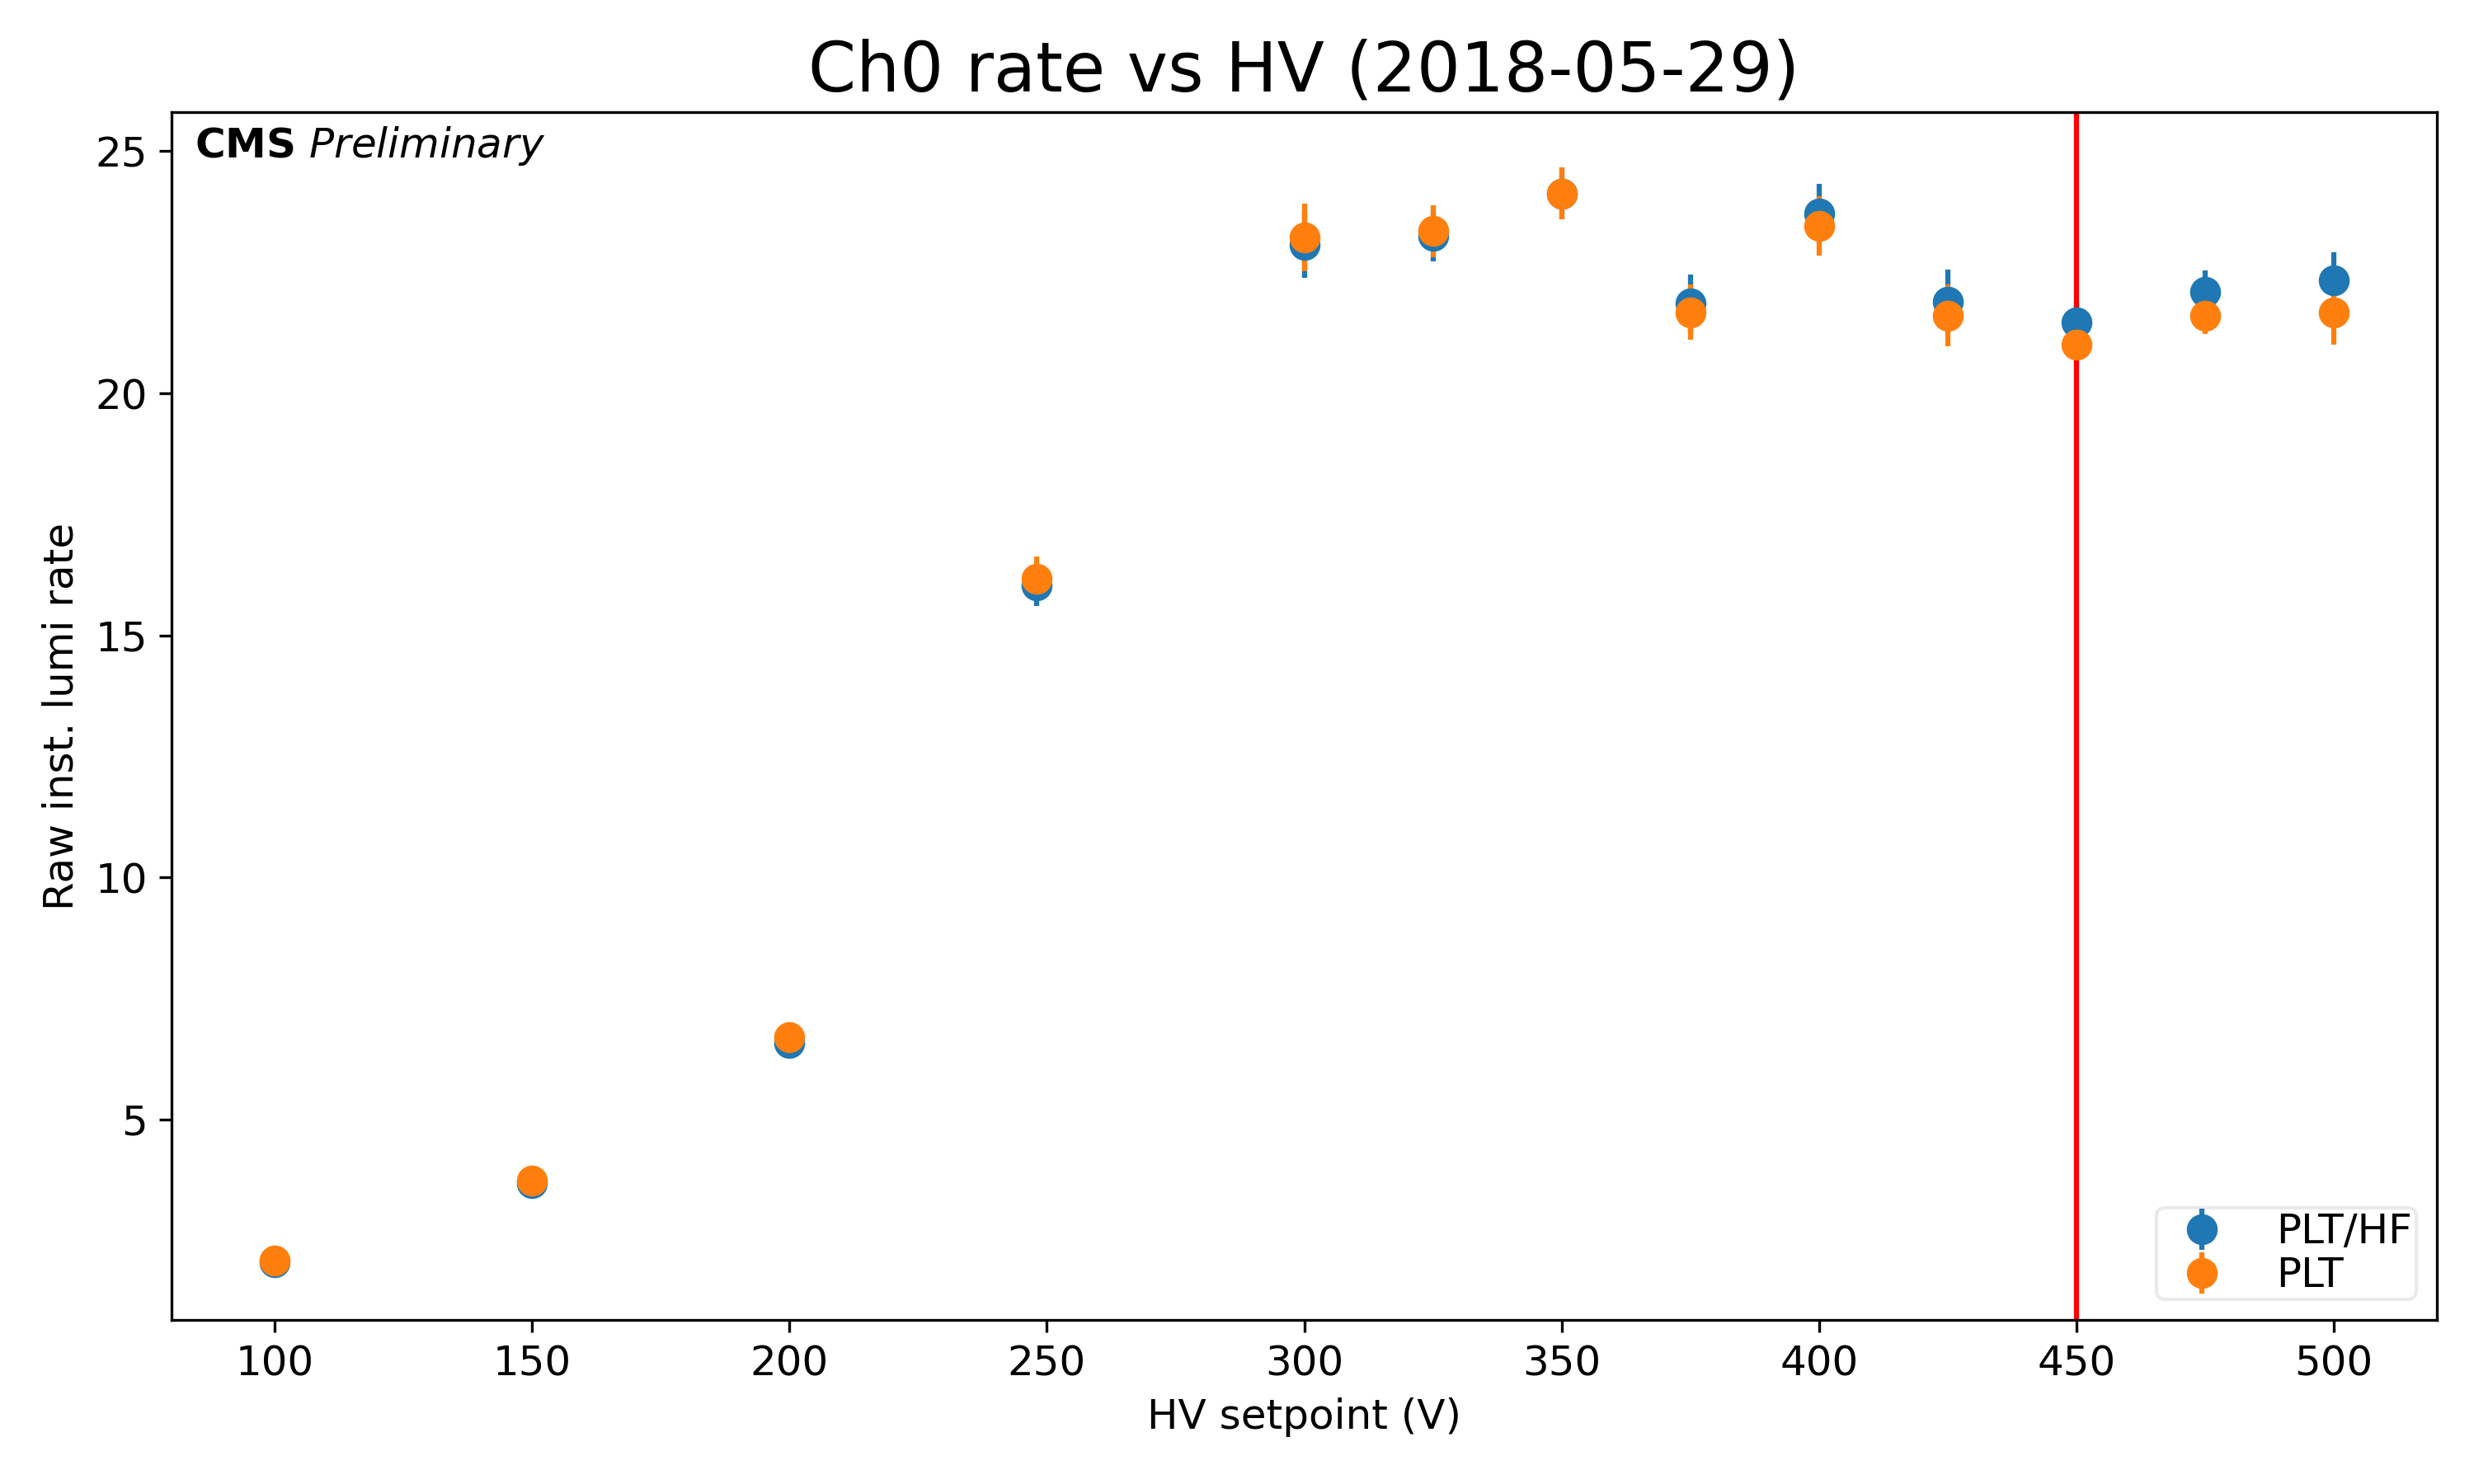 Ch0 rate vs HV (2018-05-29)
CMS Preliminary
25
20
15
10
5
Raw inst. lumi rate
100 150 200 250 300 350 400 450 500
HV setpoint (V)
PLT/HF
PLT